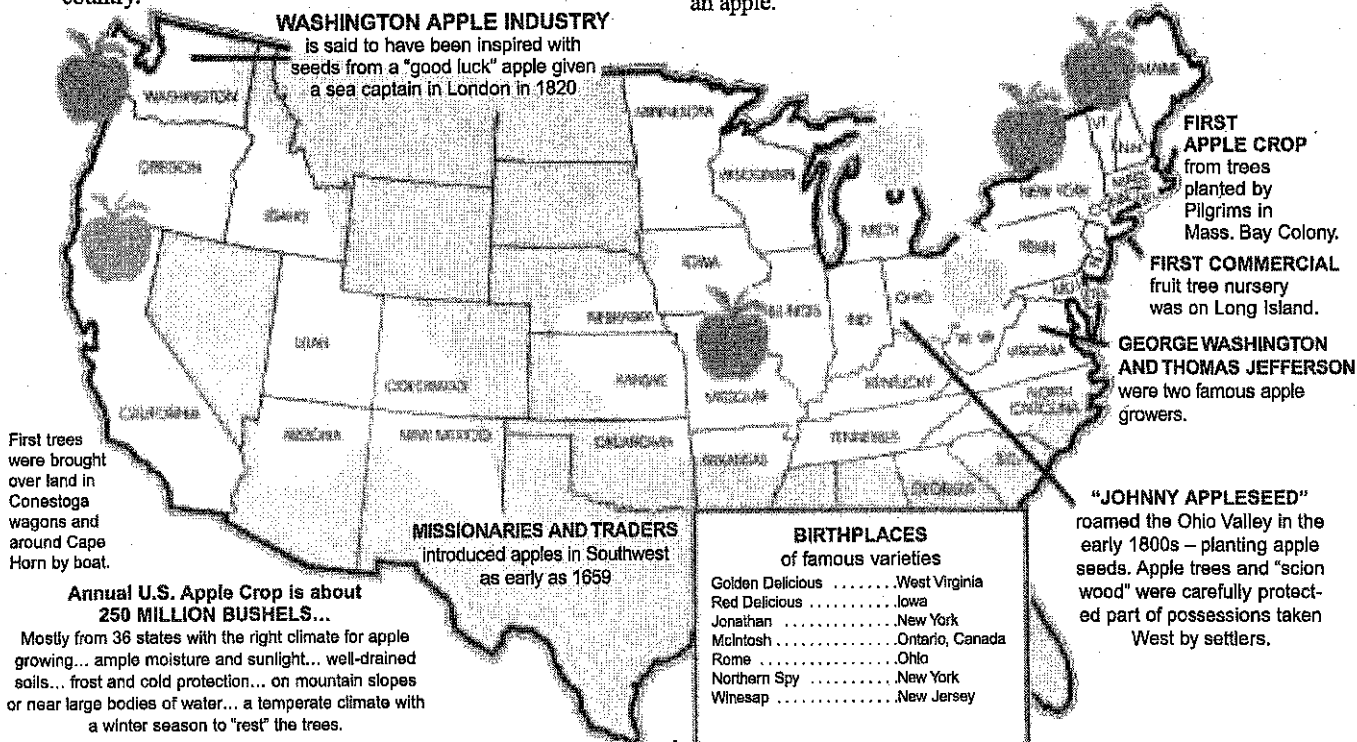 country.
an apple.
WASHINGTON APPLE INDUSTRY
is said to have been inspired with
seeds from a "good luck" apple given
a sea captain in London in 1820
WASHINGTON
OREGON
IDAHO
MINNESOTA
WISCONSIN
MICH
IOWA
NEBRASKA
ILLINOIS
IND
OHIO
W VA
PENN
NEW YORK
VT
NH
MAINE
MASS
NJ
MD
VIRGINIA
UTAH
COLORADO
KANSAS
MISSOURI
KENTUCKY
NORTH
CAROLINA
CALIFORNIA
ARIZONA
NEW MEXICO
OKLAHOMA
ARKANSAS
TENNESSEE
GEORGIA
FIRST
APPLE CROP
from trees
planted by
Pilgrims in
Mass. Bay Colony.
FIRST COMMERCIAL
fruit tree nursery
was on Long Island.
GEORGE WASHINGTON
AND THOMAS JEFFERSON
were two famous apple
growers.
First trees
were brought
over land in
Conestoga
wagons and
around Cape
Horn by boat.
MISSIONARIES AND TRADERS
introduced apples in Southwest
as early as 1659
"JOHNNY APPLESEED"
roamed the Ohio Valley in the
early 1800s – planting apple
seeds. Apple trees and "scion
wood" were carefully protect-
ed part of possessions taken
West by settlers.
Annual U.S. Apple Crop is about
250 MILLION BUSHELS...
Mostly from 36 states with the right climate for apple
growing... ample moisture and sunlight... well-drained
soils... frost and cold protection... on mountain slopes
or near large bodies of water... a temperate climate with
a winter season to "rest" the trees.
BIRTHPLACES
of famous varieties
Golden Delicious ........West Virginia
Red Delicious ..........Iowa
Jonathan ..............New York
McIntosh ..............Ontario, Canada
Rome .................Ohio
Northern Spy ..........New York
Winesap ...............New Jersey